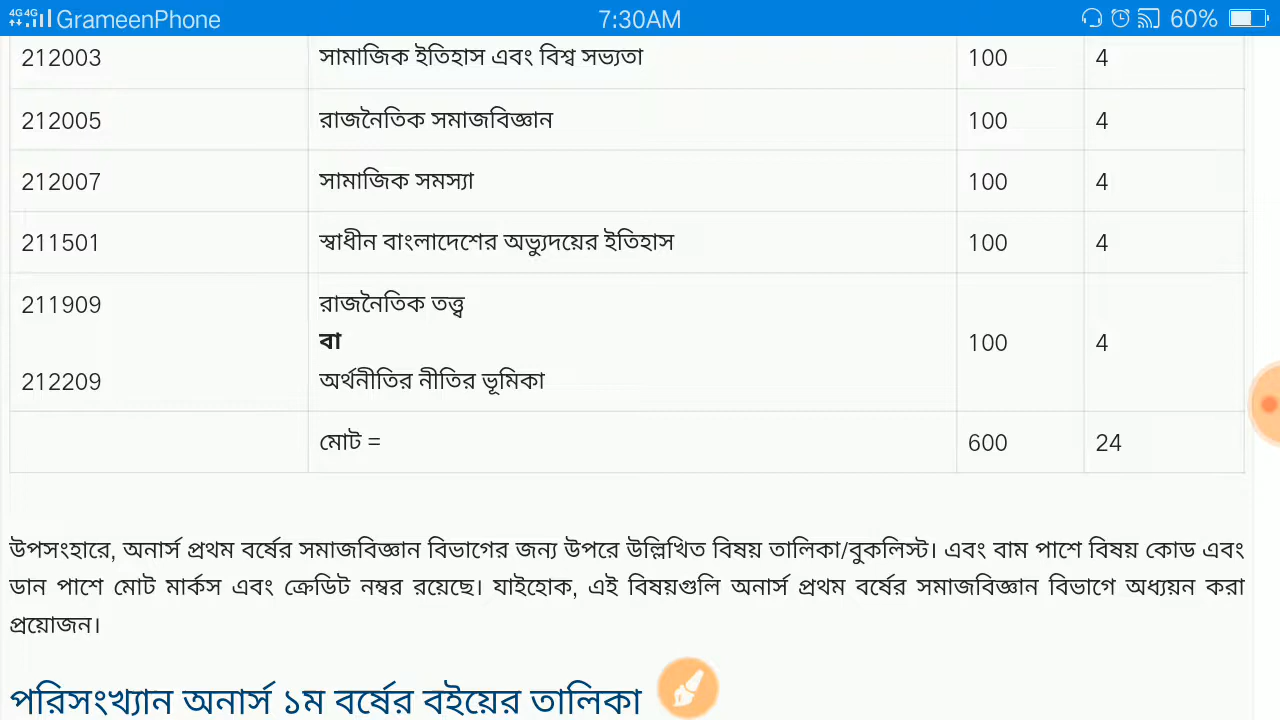 4G 4G GrameenPhone 7:30AM 60%
212003 সামাজিক ইতিহাস এবং বিশ্ব সভ্যতা 100 4
212005 রাজনৈতিক সমাজবিজ্ঞান 100 4
212007 সামাজিক সমস্যা 100 4
211501 স্বাধীন বাংলাদেশের অভ্যুদয়ের ইতিহাস 100 4
211909 রাজনৈতিক তত্ত্ব
বা 100 4
212209 অর্থনীতির নীতির ভূমিকা
মোট = 600 24
উপসংহারে, অনার্স প্রথম বর্ষের সমাজবিজ্ঞান বিভাগের জন্য উপরে উল্লিখিত বিষয় তালিকা/বুকলিস্ট। এবং বাম পাশে বিষয় কোড এবং
ডান পাশে মোট মার্কস এবং ক্রেডিট নম্বর রয়েছে। যাইহোক, এই বিষয়গুলি অনার্স প্রথম বর্ষের সমাজবিজ্ঞান বিভাগে অধ্যয়ন করা
প্রয়োজন।
পরিসংখ্যান অনার্স ১ম বর্ষের বইয়ের তালিকা